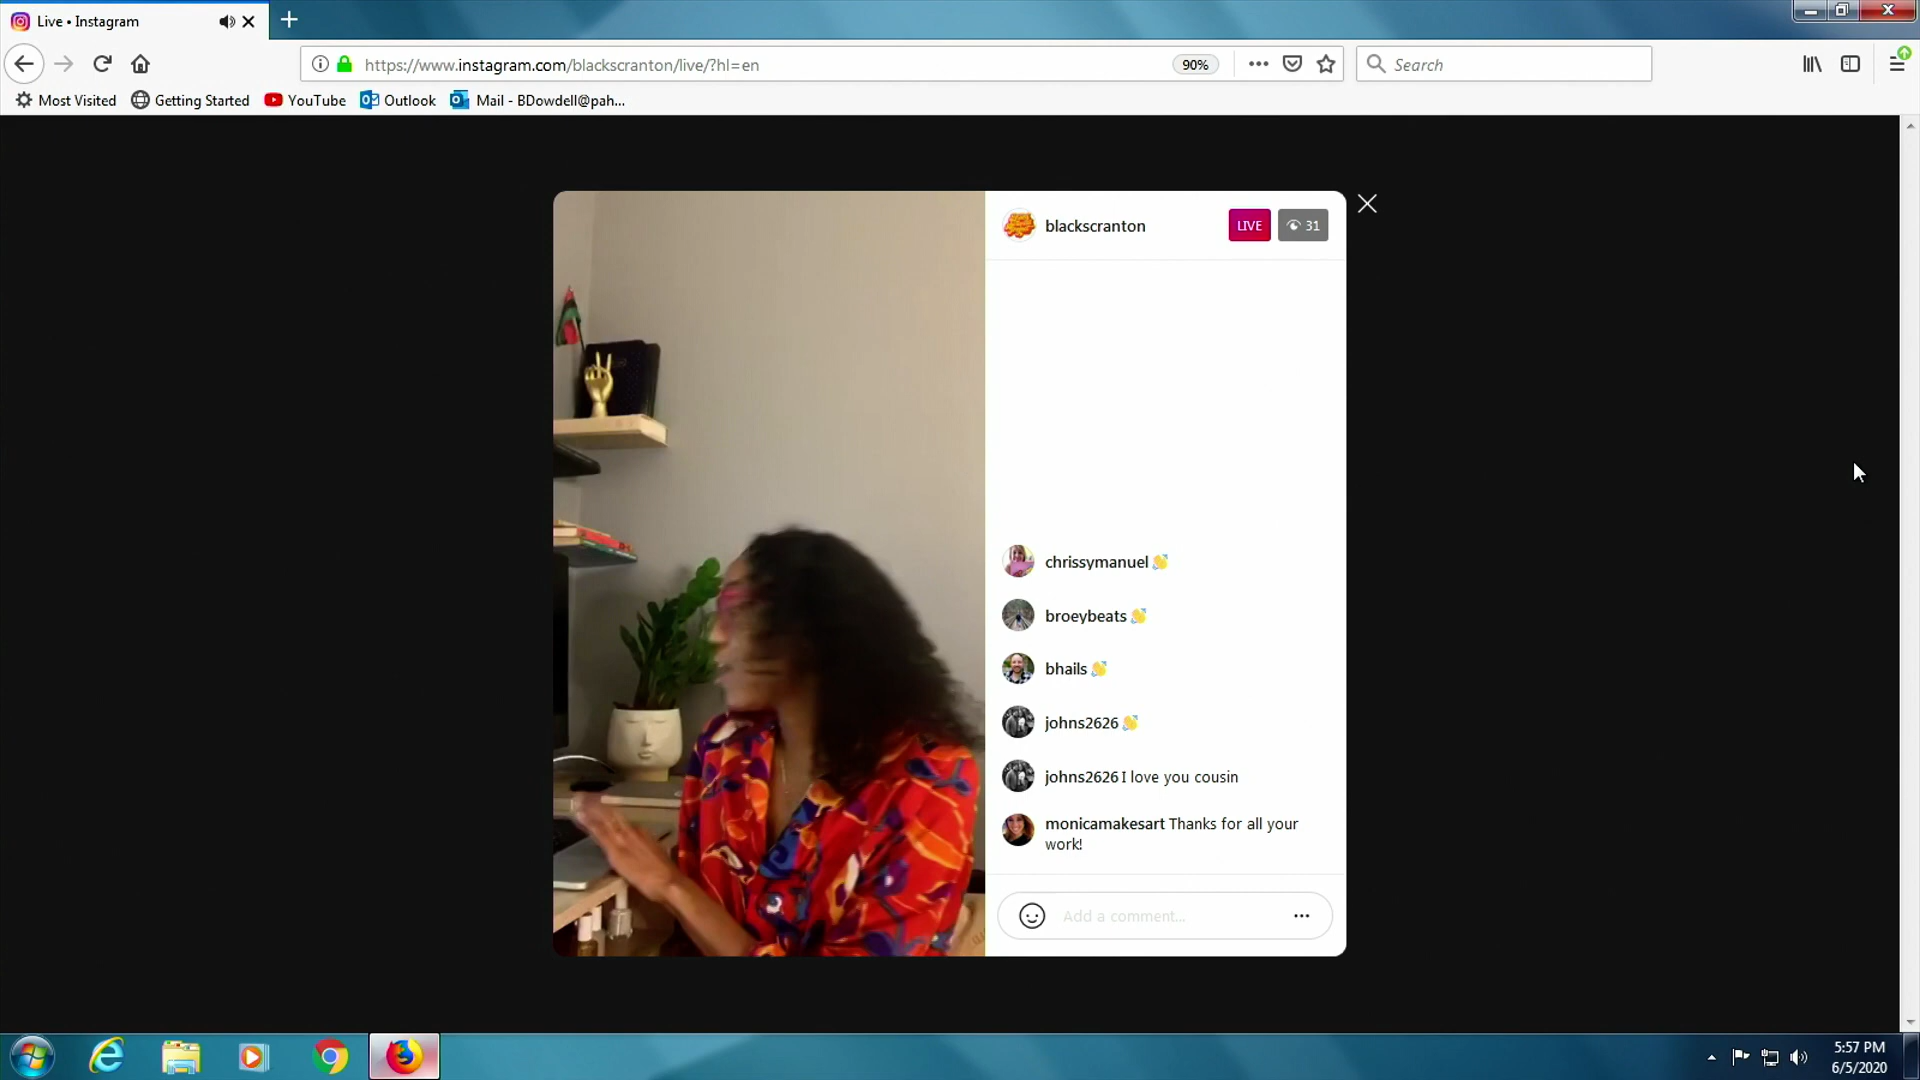 Live • Instagram
https://www.instagram.com/blackscranton/live/?hl=en
90%
Search
Most Visited
Getting Started
YouTube
Outlook
Mail - BDowdell@pah...
blackscranton
LIVE
31
chrissymanuel 👏
broeybeats 👏
bhails 👏
johns2626 👏
johns2626 I love you cousin
monicamakesart Thanks for all your
work!
Add a comment...
5:57 PM
6/5/2020